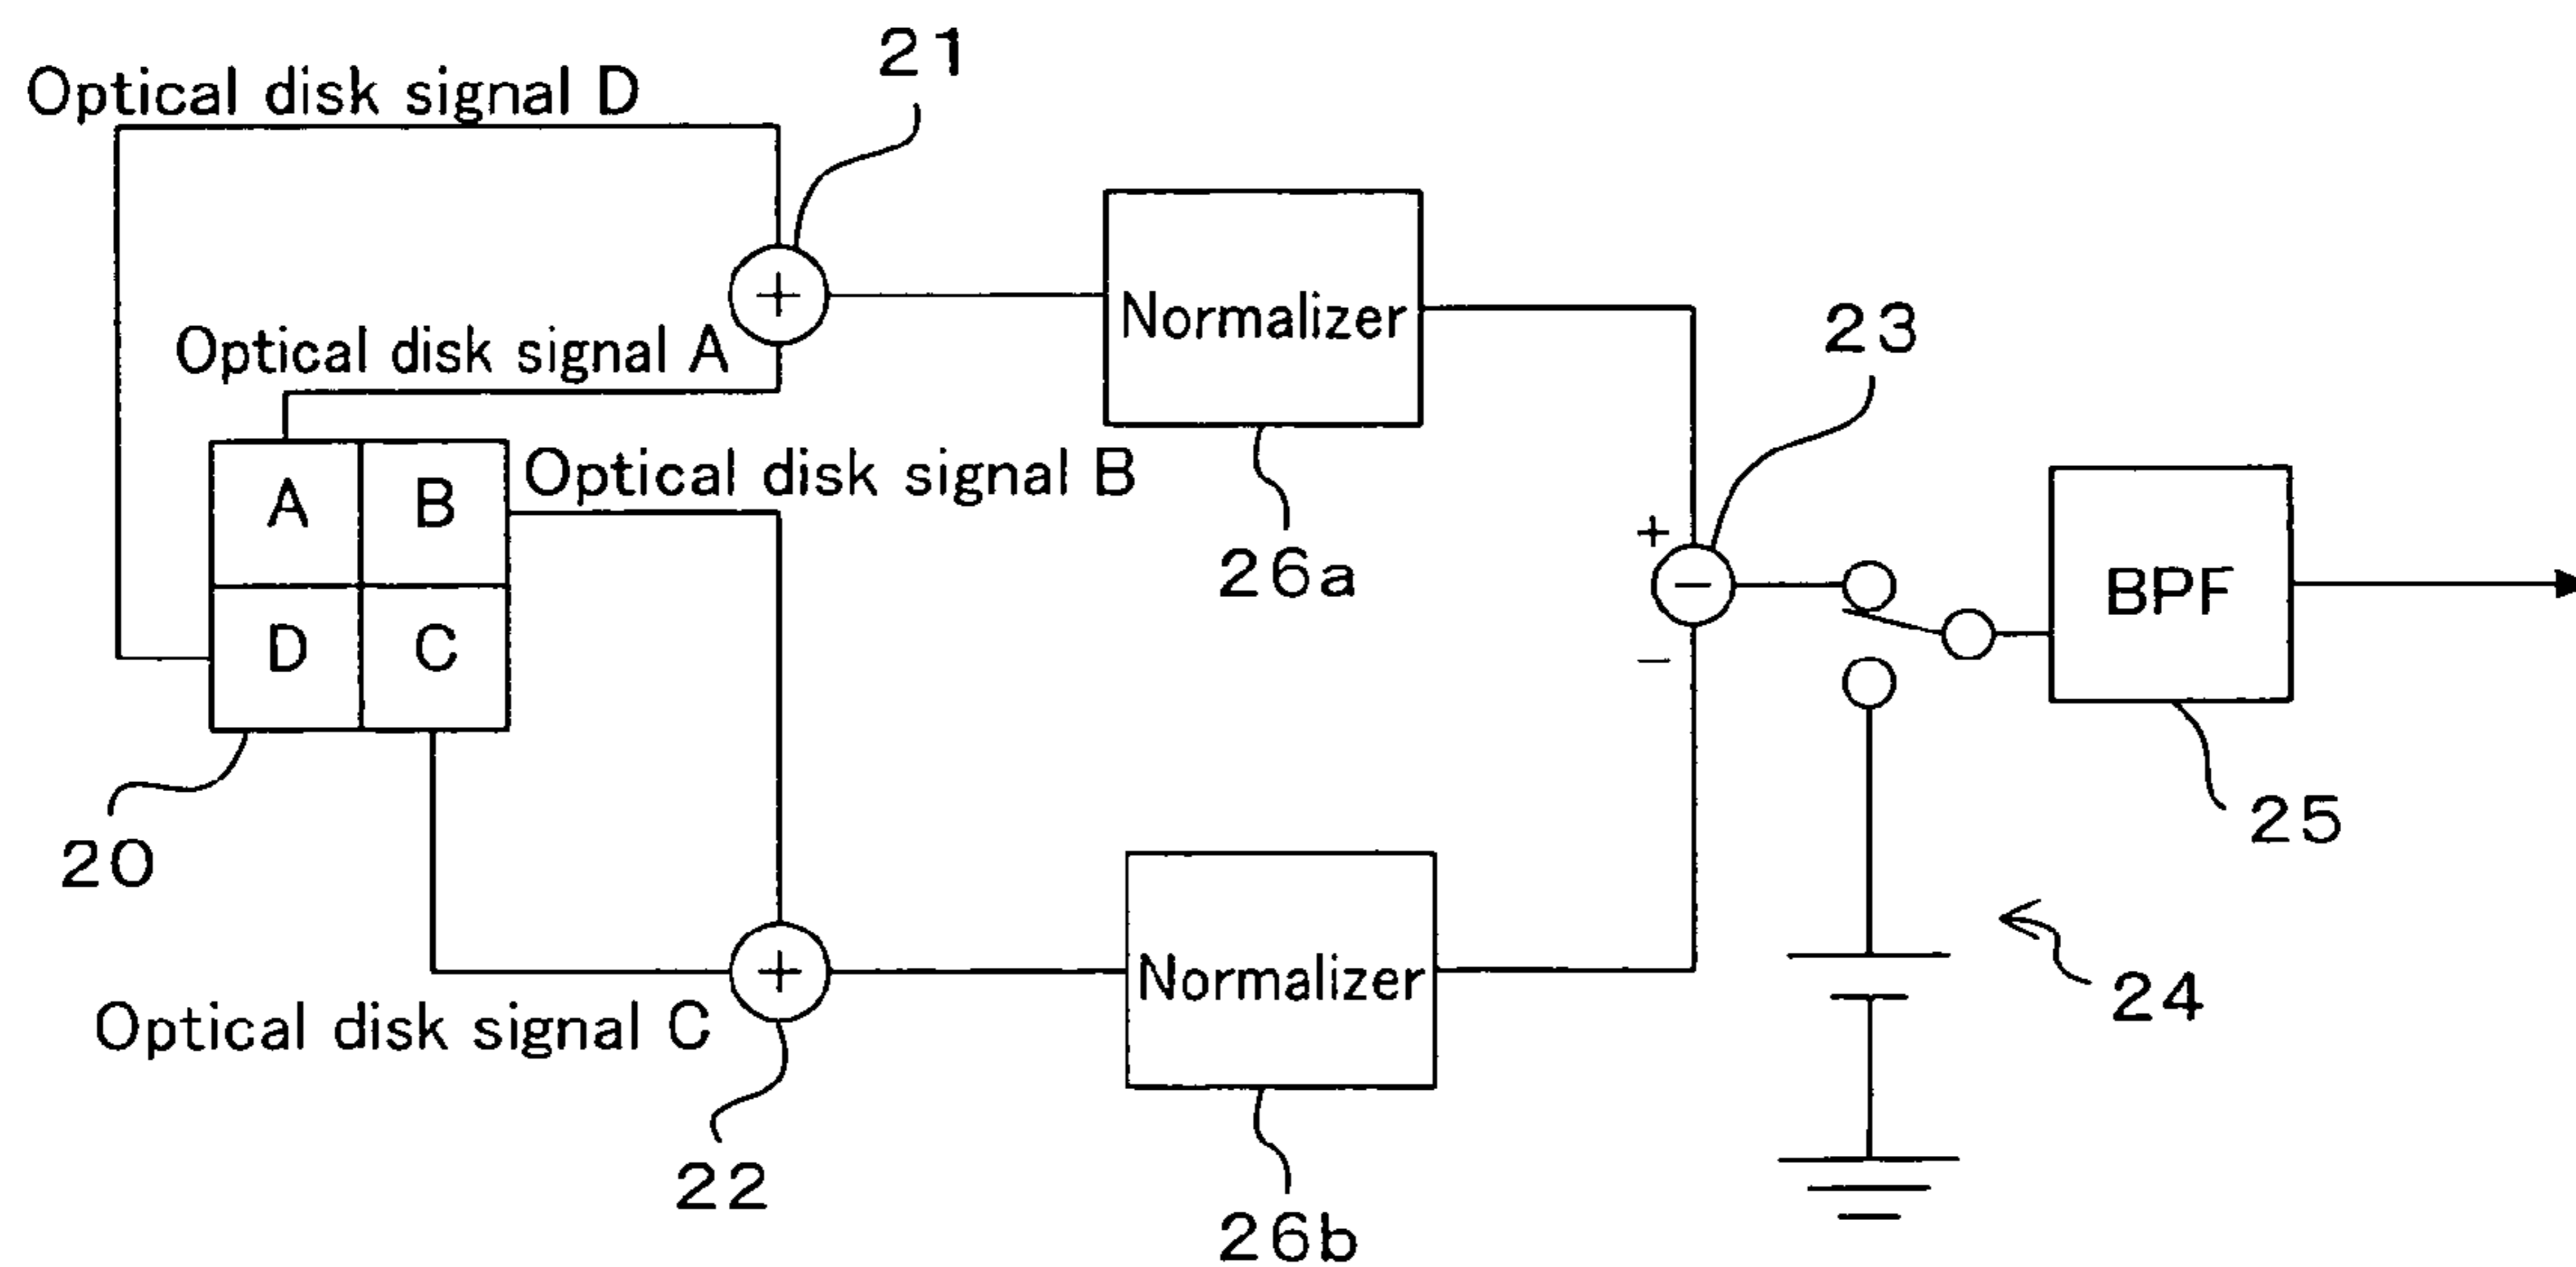 21
Optical disk signal D
+
Normalizer
23
Optical disk signal A
Optical disk signal B
A B
D C
26a
+
−
−
BPF
20
25
24
+
Normalizer
Optical disk signal C
22
26b